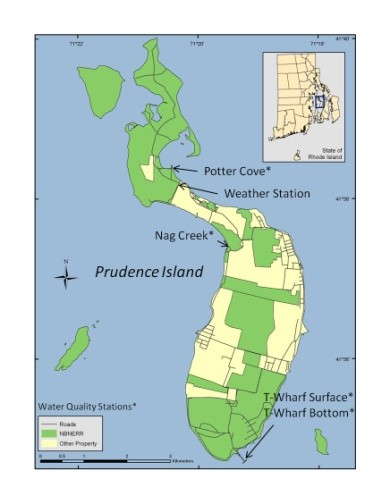 71°22' 71°20' 71°18'
41°40'
State of
Rhode Island
Potter Cove*
Weather Station
41°38'
Nag Creek*
N
Prudence Island
41°36'
T-Wharf Surface*
T-Wharf Bottom*
Water Quality Stations*
Roads
NBNERR
Other Property
Kilometers